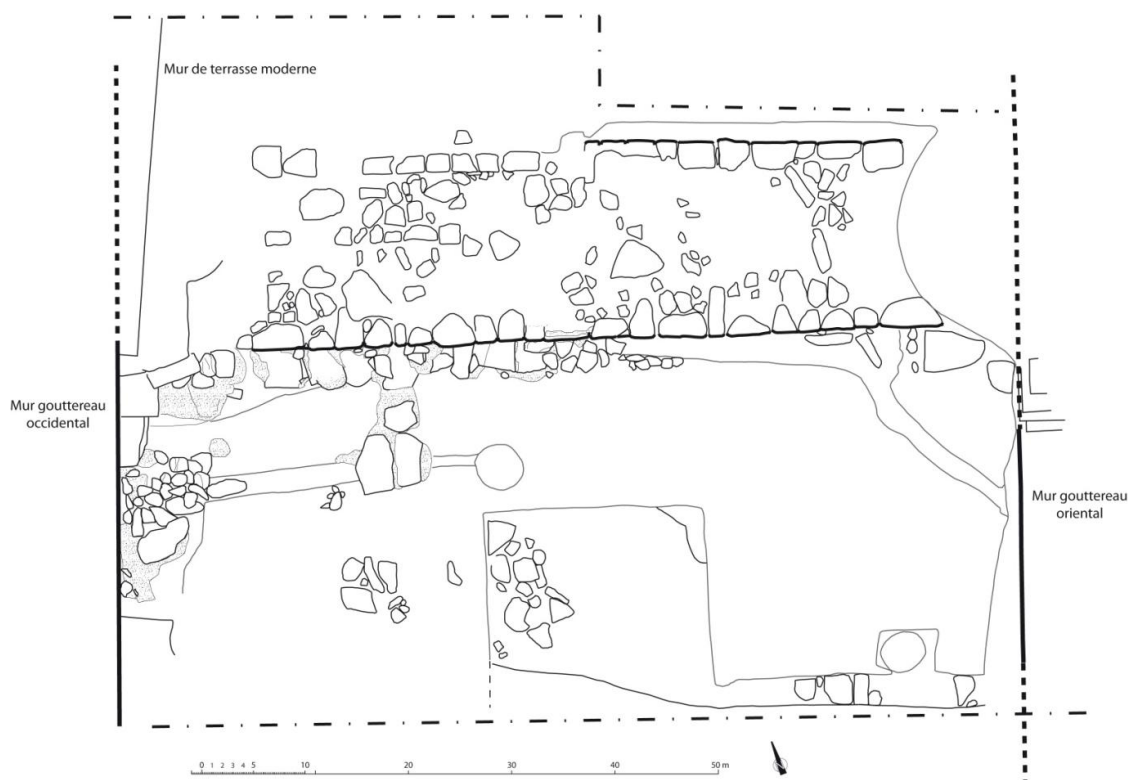 Mur de terrasse moderne
Mur gouttereau
occidental
Mur gouttereau
oriental
0 1 2 3 4 5 10 20 30 40 50 m